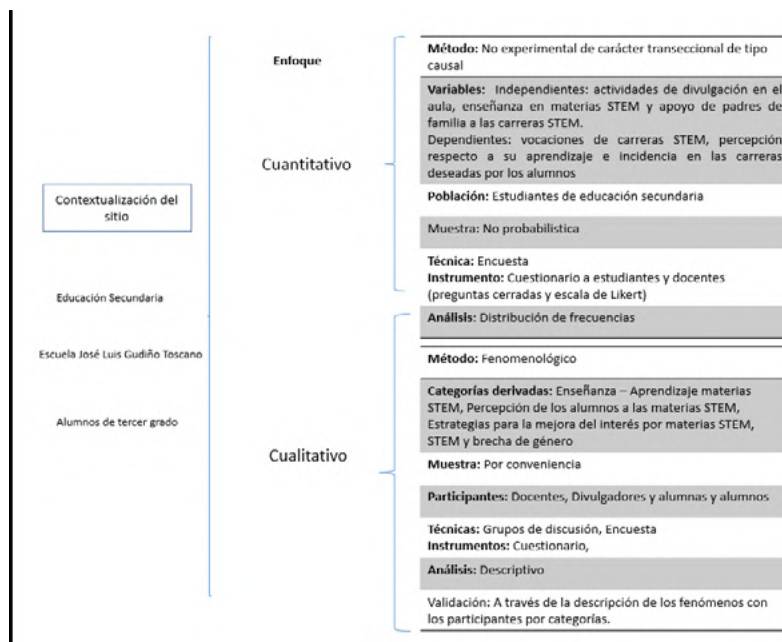 Contextualización del
sitio
Educación Secundaria
Escuela José Luis Gudiño Toscano
Alumnos de tercer grado
Enfoque
Cuantitativo
Método: No experimental de carácter transeccional de tipo
causal
Variables: Independientes: actividades de divulgación en el
aula, enseñanza en materias STEM y apoyo de padres de
familia a las carreras STEM.
Dependientes: vocaciones de carreras STEM, percepción
respecto a su aprendizaje e incidencia en las carreras
deseadas por los alumnos
Población: Estudiantes de educación secundaria
Muestra: No probabilistica
Técnica: Encuesta
Instrumento: Cuestionario a estudiantes y docentes
(preguntas cerradas y escala de Likert)
Análisis: Distribución de frecuencias
Cualitativo
Método: Fenomenológico
Categorías derivadas: Enseñanza – Aprendizaje materias
STEM, Percepción de los alumnos a las materias STEM,
Estrategias para la mejora del interés por materias STEM,
STEM y brecha de género
Muestra: Por conveniencia
Participantes: Docentes, Divulgadores y alumnas y alumnos
Técnicas: Grupos de discusión, Encuesta
Instrumentos: Cuestionario,
Análisis: Descriptivo
Validación: A través de la descripción de los fenómenos con
los participantes por categorías.